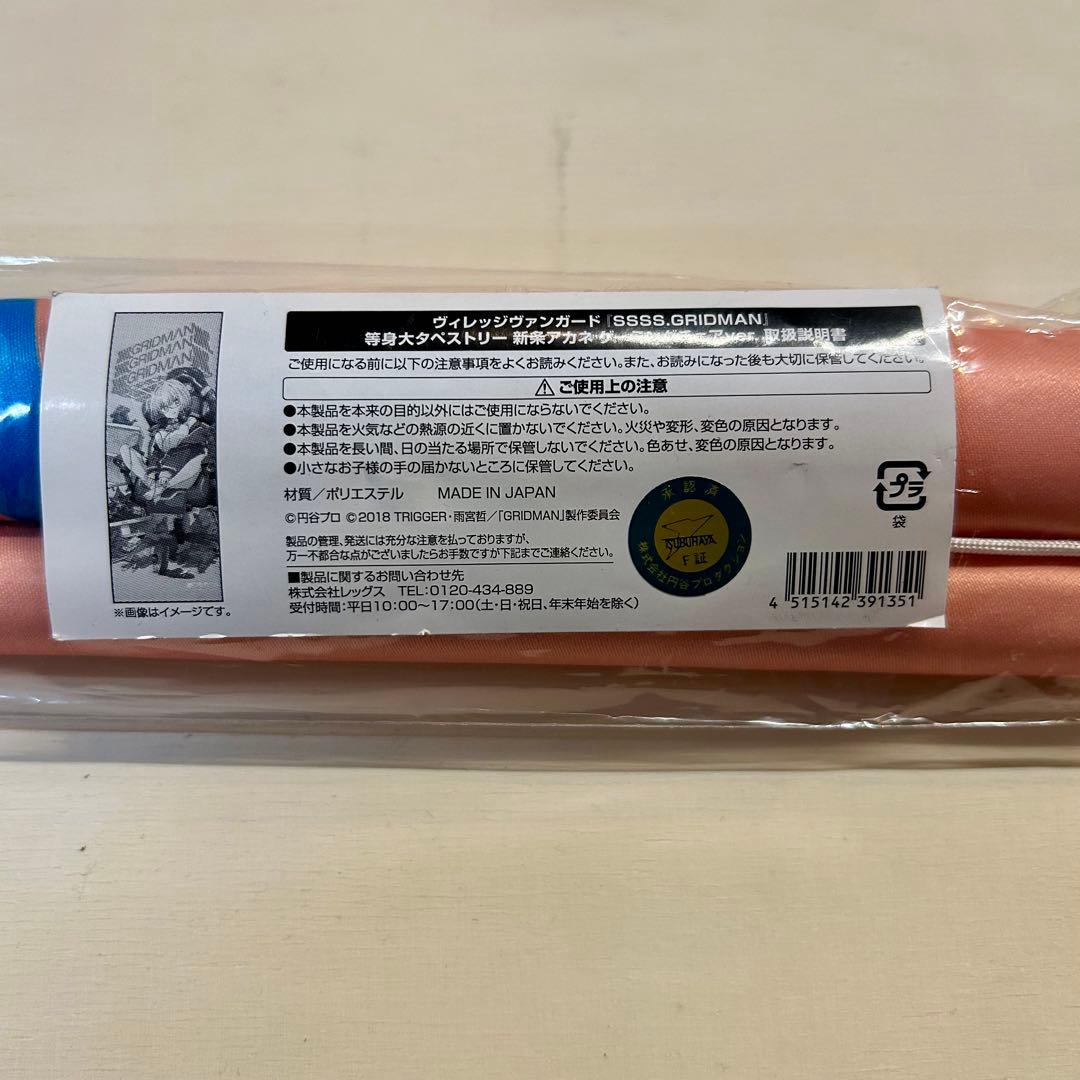 GRIDMAN
GRIDMAN
GRIDMAN
※画像はイメージです。
ヴィレッジヴァンガード『SSSS.GRIDMAN』
等身大タペストリー 新条アカネ ver. 取扱説明書
ご使用になる前に以下の注意事項をよくお読みください。また、お読みになった後も大切に保管してください。
⚠ご使用上の注意
●本製品を本来の目的以外にはご使用にならないでください。
●本製品を火気などの熱源の近くに置かないでください。火災や変形、変色の原因となります。
●本製品を長い間、日の当たる場所で保管しないでください。色あせ、変色の原因となります。
●小さなお子様の手の届かないところに保管してください。
材質/ポリエステル MADE IN JAPAN
©円谷プロ ©2018 TRIGGER・雨宮哲/「GRIDMAN」製作委員会
製品の管理、発送には充分な注意を払っておりますが、
万一不都合な点がございましたらお手数ですが下記までご連絡ください。
■製品に関するお問い合わせ先
株式会社レッグス TEL:0120-434-889
受付時間:平日10:00〜17:00(土・日・祝日、年末年始を除く)
承認済
TSUBURAYA
F証
株式会社円谷プロダクション
プラ
袋
4 515142 391351